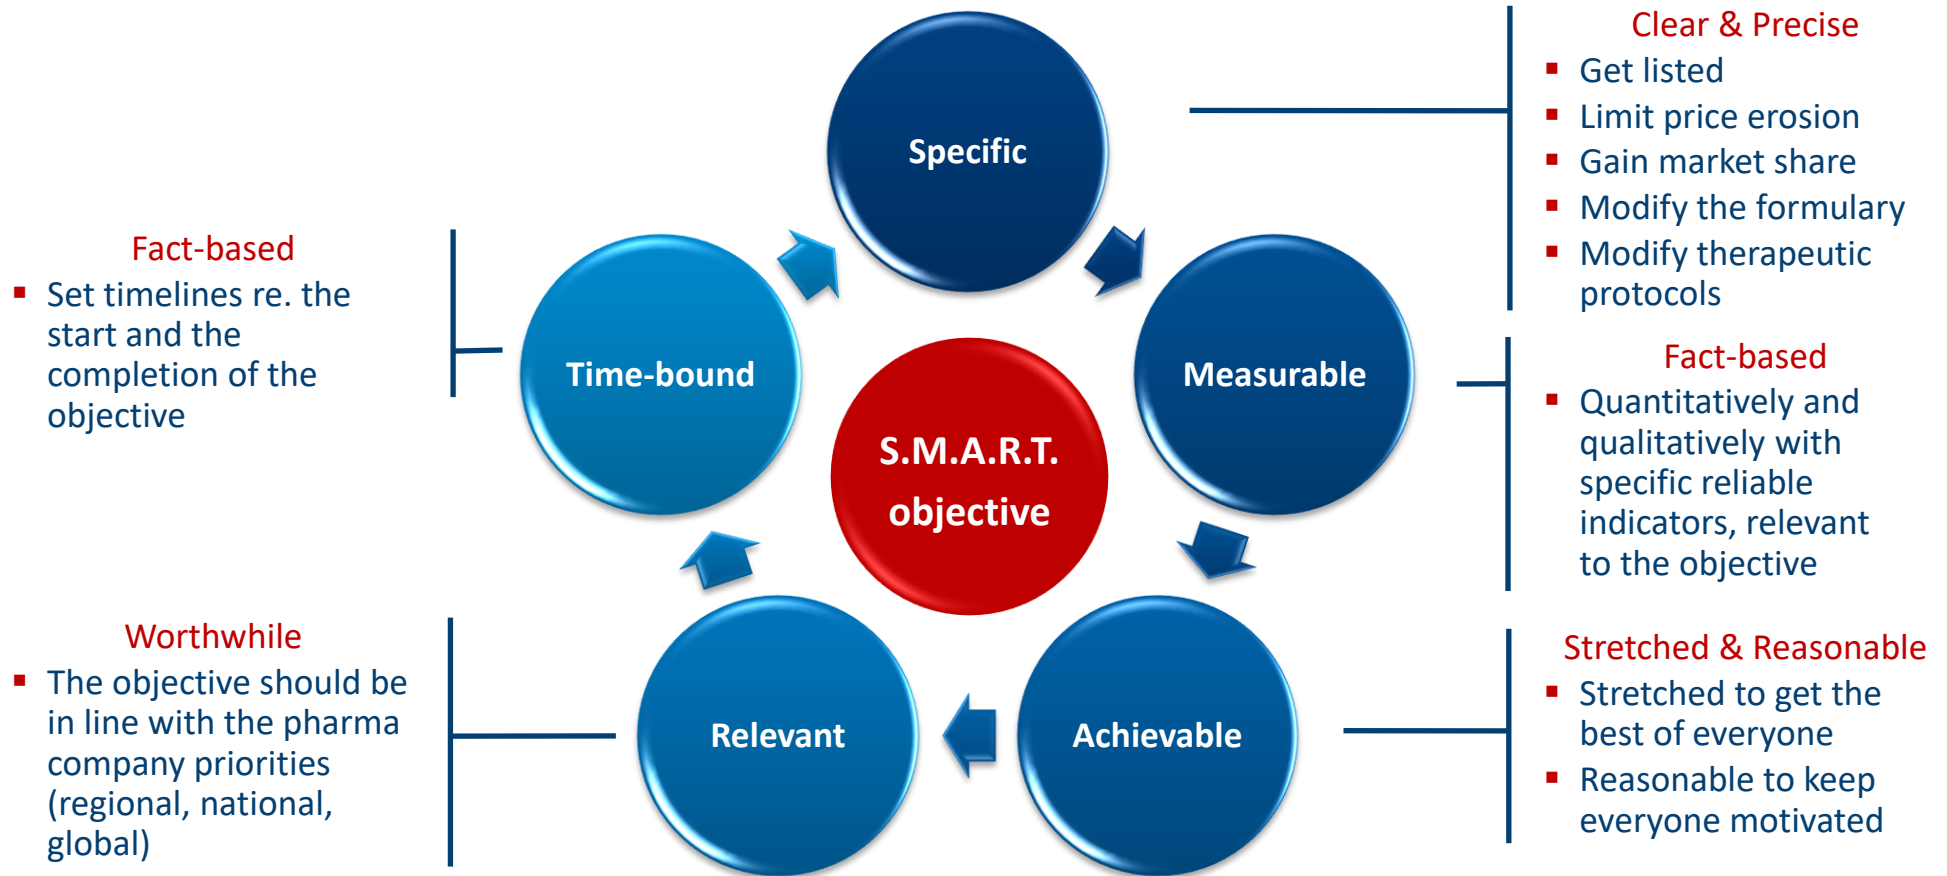 Specific
Clear & Precise
▪ Get listed
▪ Limit price erosion
▪ Gain market share
▪ Modify the formulary
▪ Modify therapeutic
protocols
Measurable
Fact-based
▪ Quantitatively and
qualitatively with
specific reliable
indicators, relevant
to the objective
Achievable
Stretched & Reasonable
▪ Stretched to get the
best of everyone
▪ Reasonable to keep
everyone motivated
Relevant
Worthwhile
▪ The objective should be
in line with the pharma
company priorities
(regional, national,
global)
Time-bound
Fact-based
▪ Set timelines re. the
start and the
completion of the
objective
S.M.A.R.T.
objective